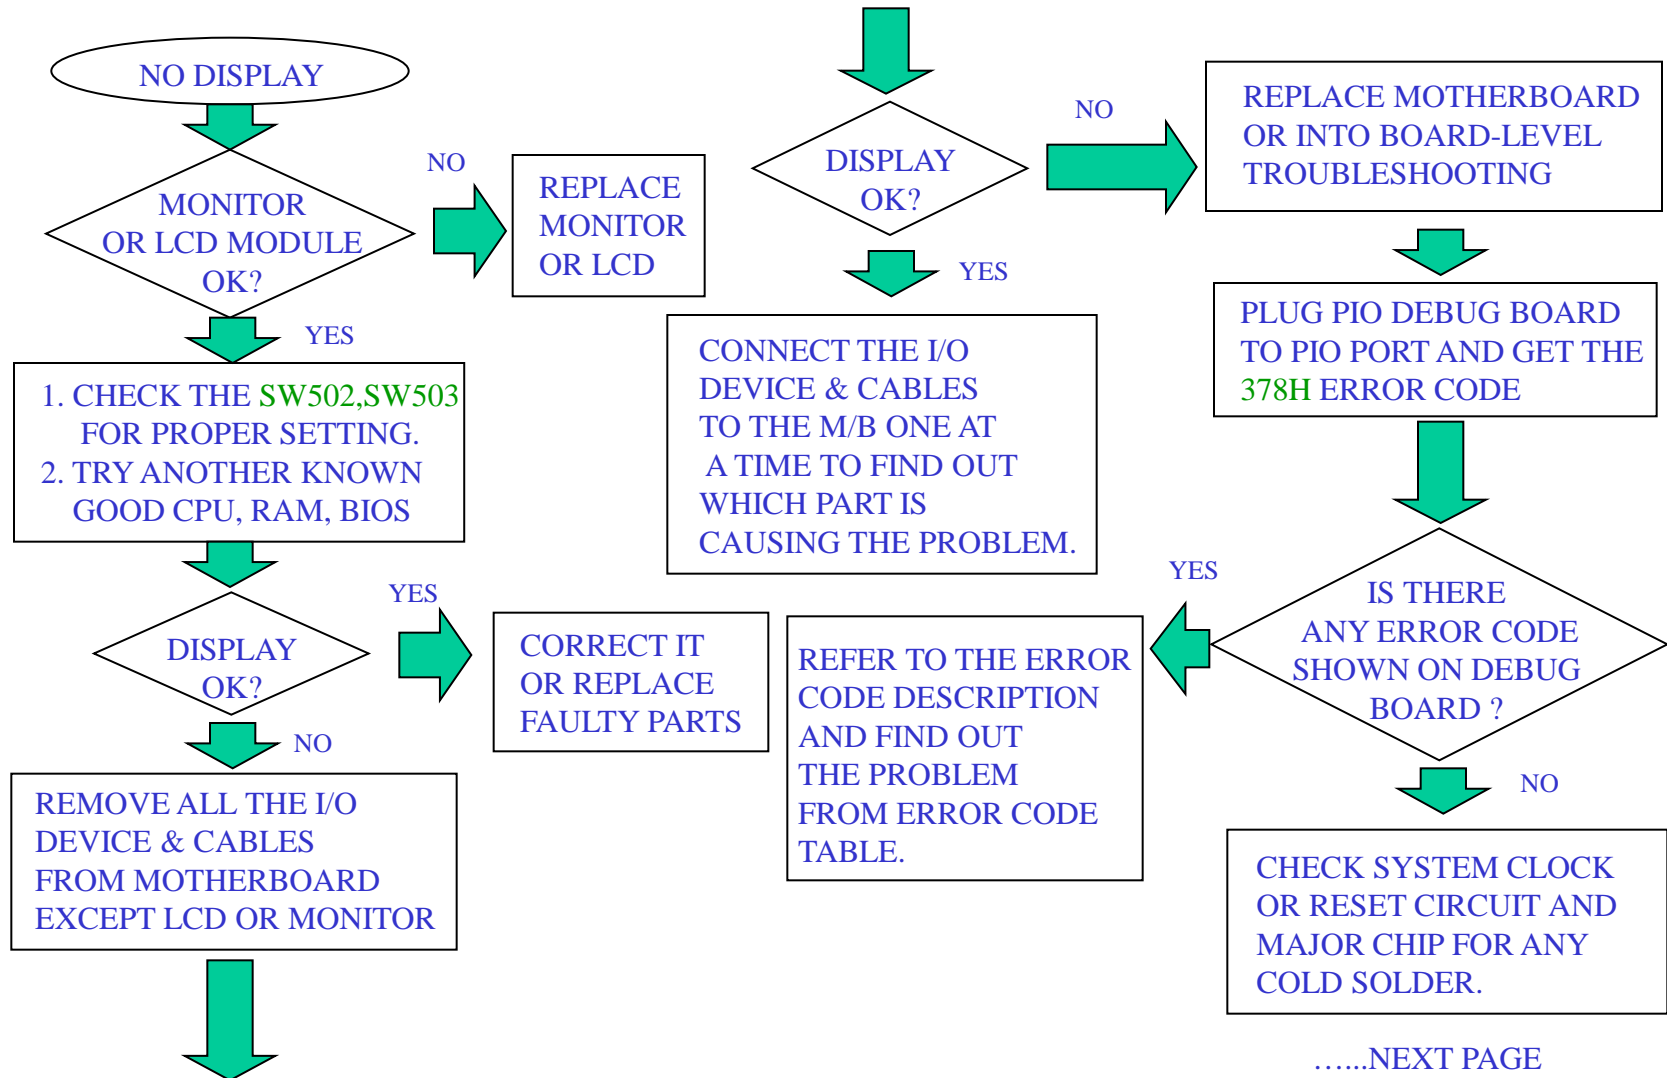 NO DISPLAY
MONITOR
OR LCD MODULE
OK?
NO
REPLACE
MONITOR
OR LCD
YES
1. CHECK THE SW502,SW503
FOR PROPER SETTING.
2. TRY ANOTHER KNOWN
GOOD CPU, RAM, BIOS
DISPLAY
OK?
YES
CORRECT IT
OR REPLACE
FAULTY PARTS
NO
REMOVE ALL THE I/O
DEVICE & CABLES
FROM MOTHERBOARD
EXCEPT LCD OR MONITOR
DISPLAY
OK?
NO
REPLACE MOTHERBOARD
OR INTO BOARD-LEVEL
TROUBLESHOOTING
YES
CONNECT THE I/O
DEVICE & CABLES
TO THE M/B ONE AT
A TIME TO FIND OUT
WHICH PART IS
CAUSING THE PROBLEM.
PLUG PIO DEBUG BOARD
TO PIO PORT AND GET THE
378H ERROR CODE
IS THERE
ANY ERROR CODE
SHOWN ON DEBUG
BOARD ?
YES
REFER TO THE ERROR
CODE DESCRIPTION
AND FIND OUT
THE PROBLEM
FROM ERROR CODE
TABLE.
NO
CHECK SYSTEM CLOCK
OR RESET CIRCUIT AND
MAJOR CHIP FOR ANY
COLD SOLDER.
…...NEXT PAGE